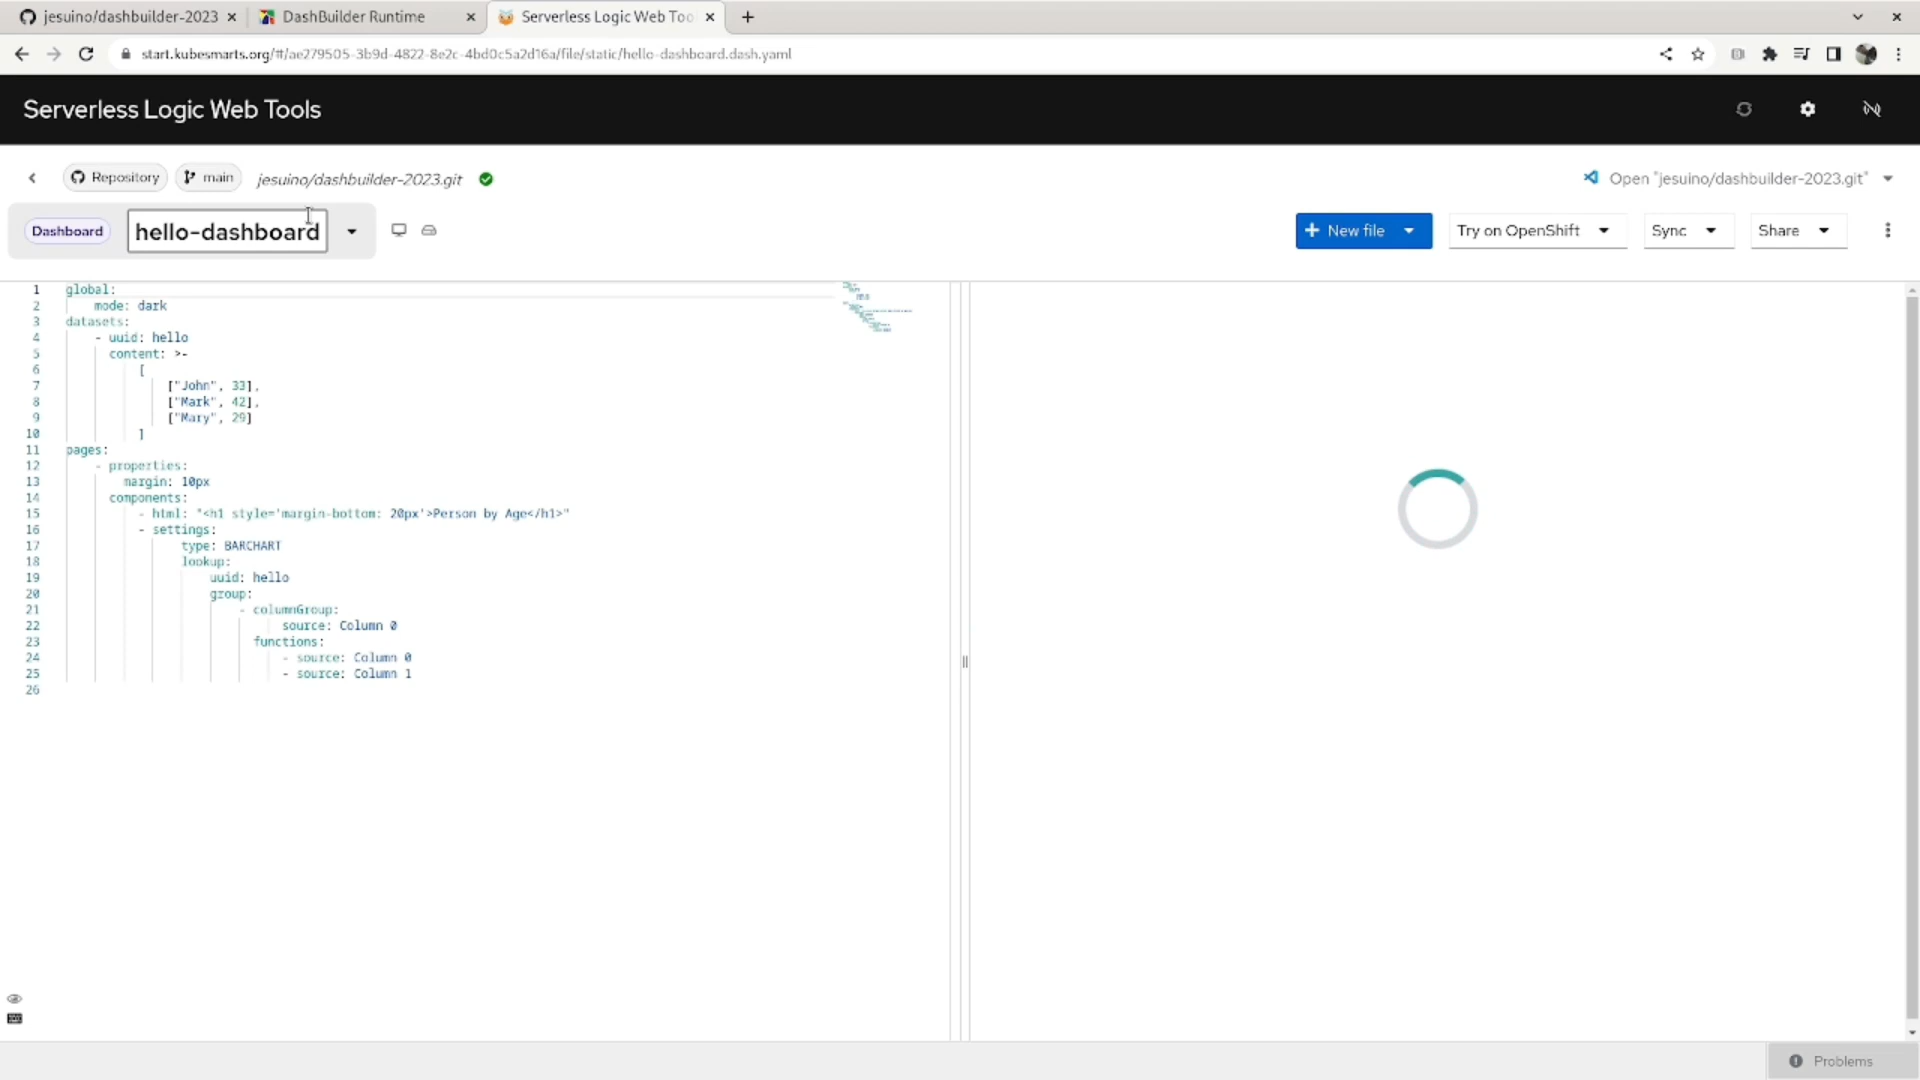 jesuino/dashbuilder-2023
DashBuilder Runtime
Serverless Logic Web Too
start.kubesmarts.org/#/ae279505-3b9d-4822-8e2c-4bd0c5a2d16a/file/static/hello-dashboard.dash.yaml
Serverless Logic Web Tools
Repository
main
jesuino/dashbuilder-2023.git
Open "jesuino/dashbuilder-2023.git"
Dashboard
hello-dashboard
New file
Try on OpenShift
Sync
Share
1 global:
2 mode: dark
3 datasets:
4 - uuid: hello
5 content: >-
6 [
7 ["John", 33],
8 ["Mark", 42],
9 ["Mary", 29]
10 ]
11 pages:
12 - properties:
13 margin: 10px
14 components:
15 - html: "<h1 style='margin-bottom: 20px'>Person by Age</h1>"
16 - settings:
17 type: BARCHART
18 lookup:
19 uuid: hello
20 group:
21 - columnGroup:
22 source: Column 0
23 functions:
24 - source: Column 0
25 - source: Column 1
26
Problems